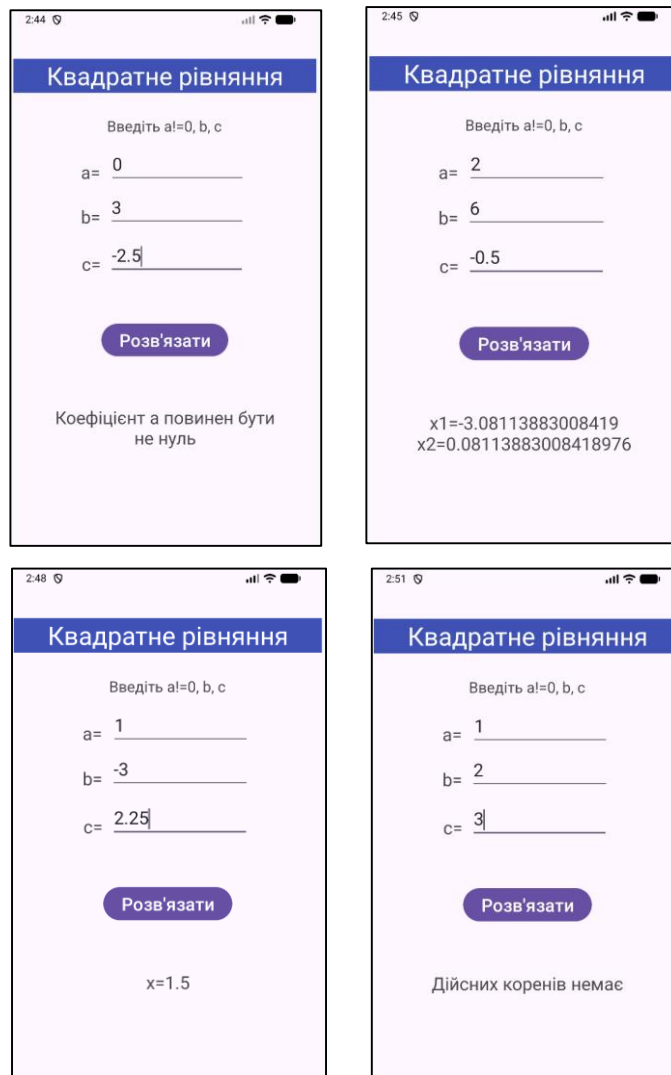 2:44
Квадратне рівняння
Введіть a!=0, b, c
a= 0
b= 3
c= -2.5
Розв'язати
Коефіцієнт а повинен бути
не нуль
2:45
Квадратне рівняння
Введіть a!=0, b, c
a= 2
b= 6
c= -0.5
Розв'язати
x1=-3.08113883008419
x2=0.08113883008418976
2:48
Квадратне рівняння
Введіть a!=0, b, c
a= 1
b= -3
c= 2.25
Розв'язати
x=1.5
2:51
Квадратне рівняння
Введіть a!=0, b, c
a= 1
b= 2
c= 3
Розв'язати
Дійсних коренів немає